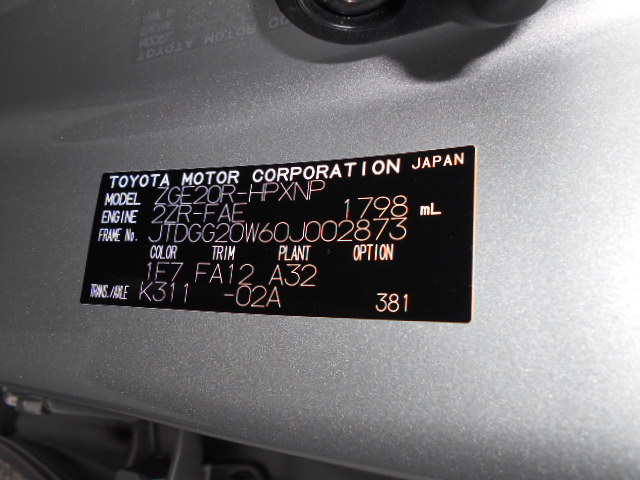 TOYOTA MOTOR CORPORATION JAPAN
MODEL ZGE20R-HPXNP
ENGINE 2ZR-FAE 1798 mL
FRAME No. JTDGG20W60J002873
COLOR TRIM PLANT OPTION
1F7 FA12 A32
TRANS./AXLE K311 -02A 381